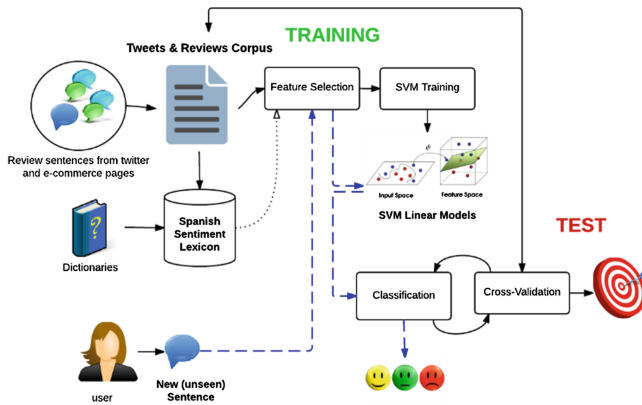 TRAINING
Tweets & Reviews Corpus
Feature Selection
SVM Training
Review sentences from twitter
and e-commerce pages
Input Space
Feature Space
SVM Linear Models
Spanish
Sentiment
Lexicon
?
Dictionaries
TEST
Classification
Cross-Validation
user
New (unseen)
Sentence